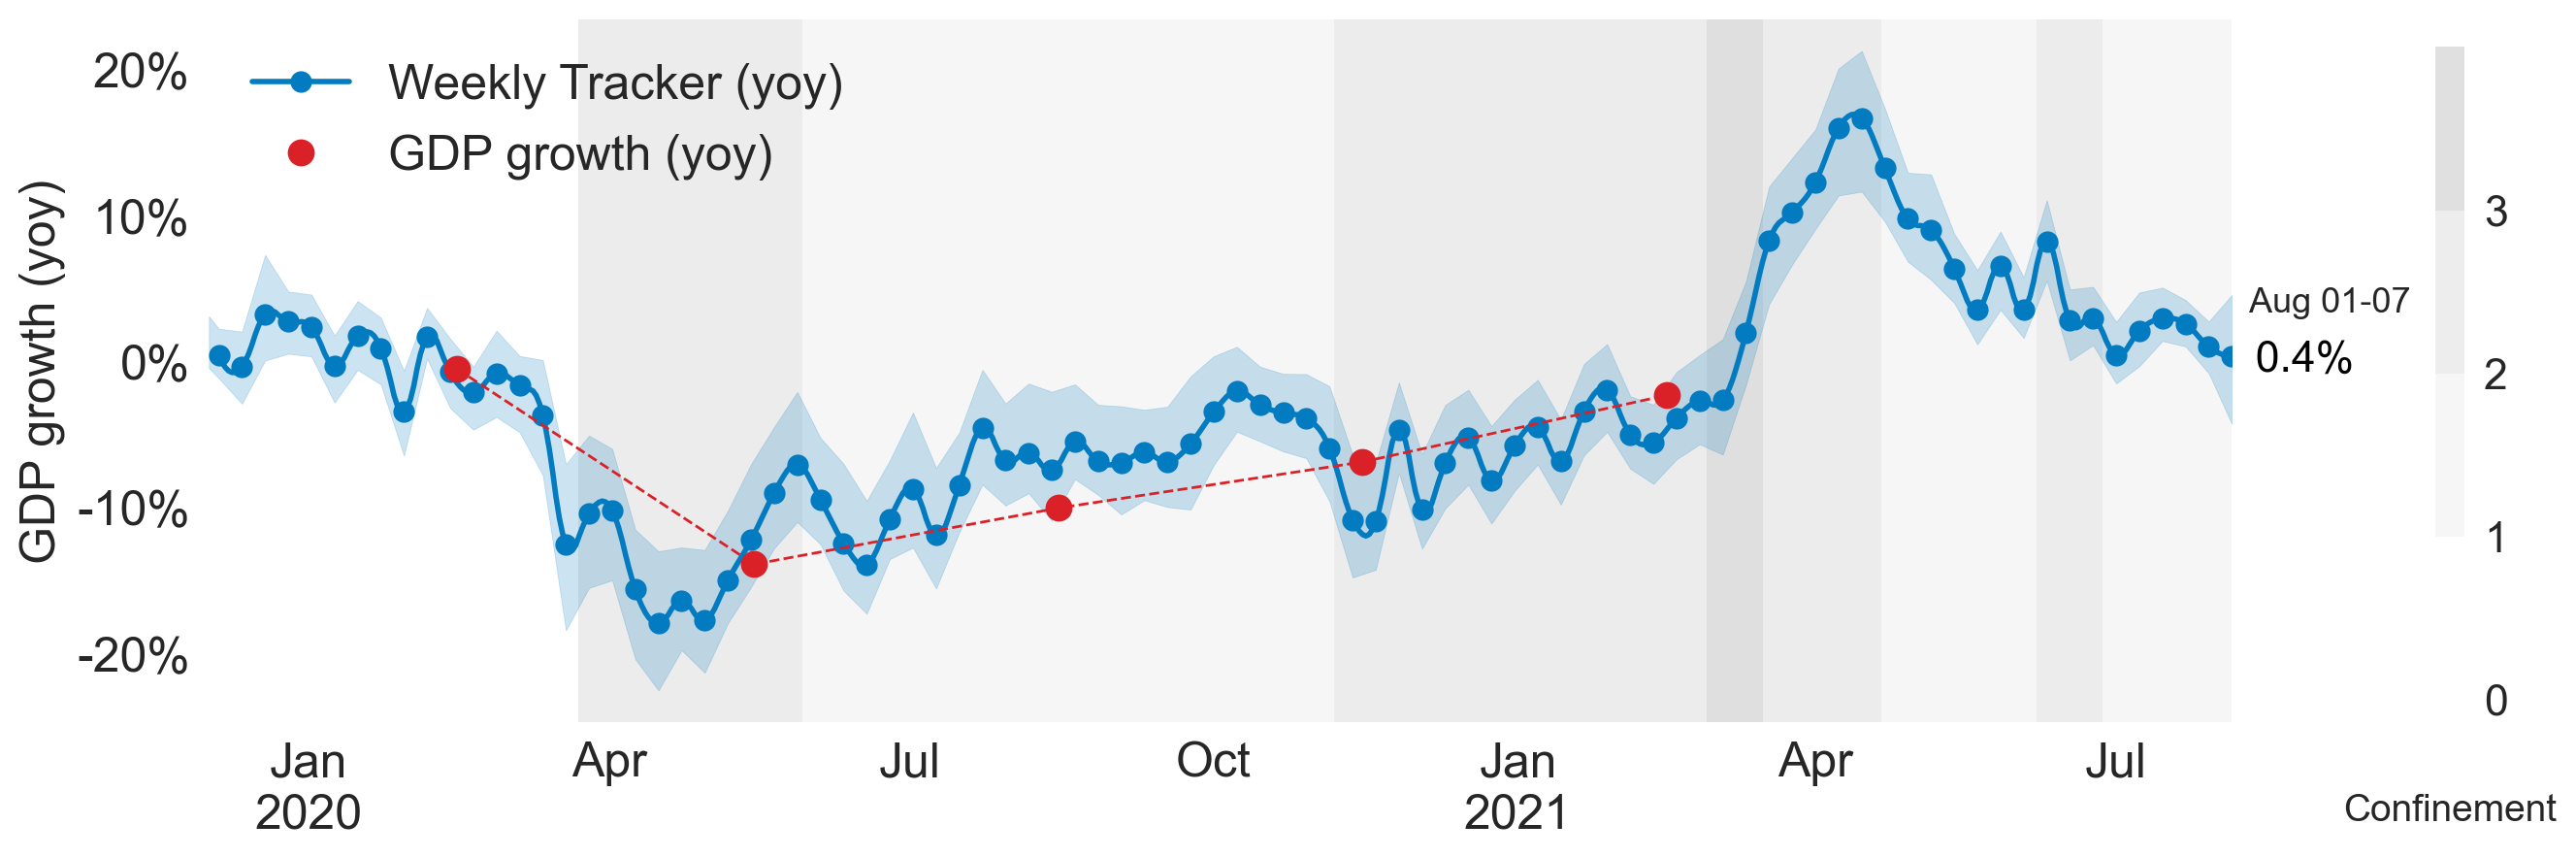 Weekly Tracker (yoy)
GDP growth (yoy)
GDP growth (yoy)
20%
10%
0%
-10%
-20%
Jan
2020
Apr
Jul
Oct
Jan
2021
Apr
Jul
Aug 01-07
0.4%
3
2
1
0
Confinement